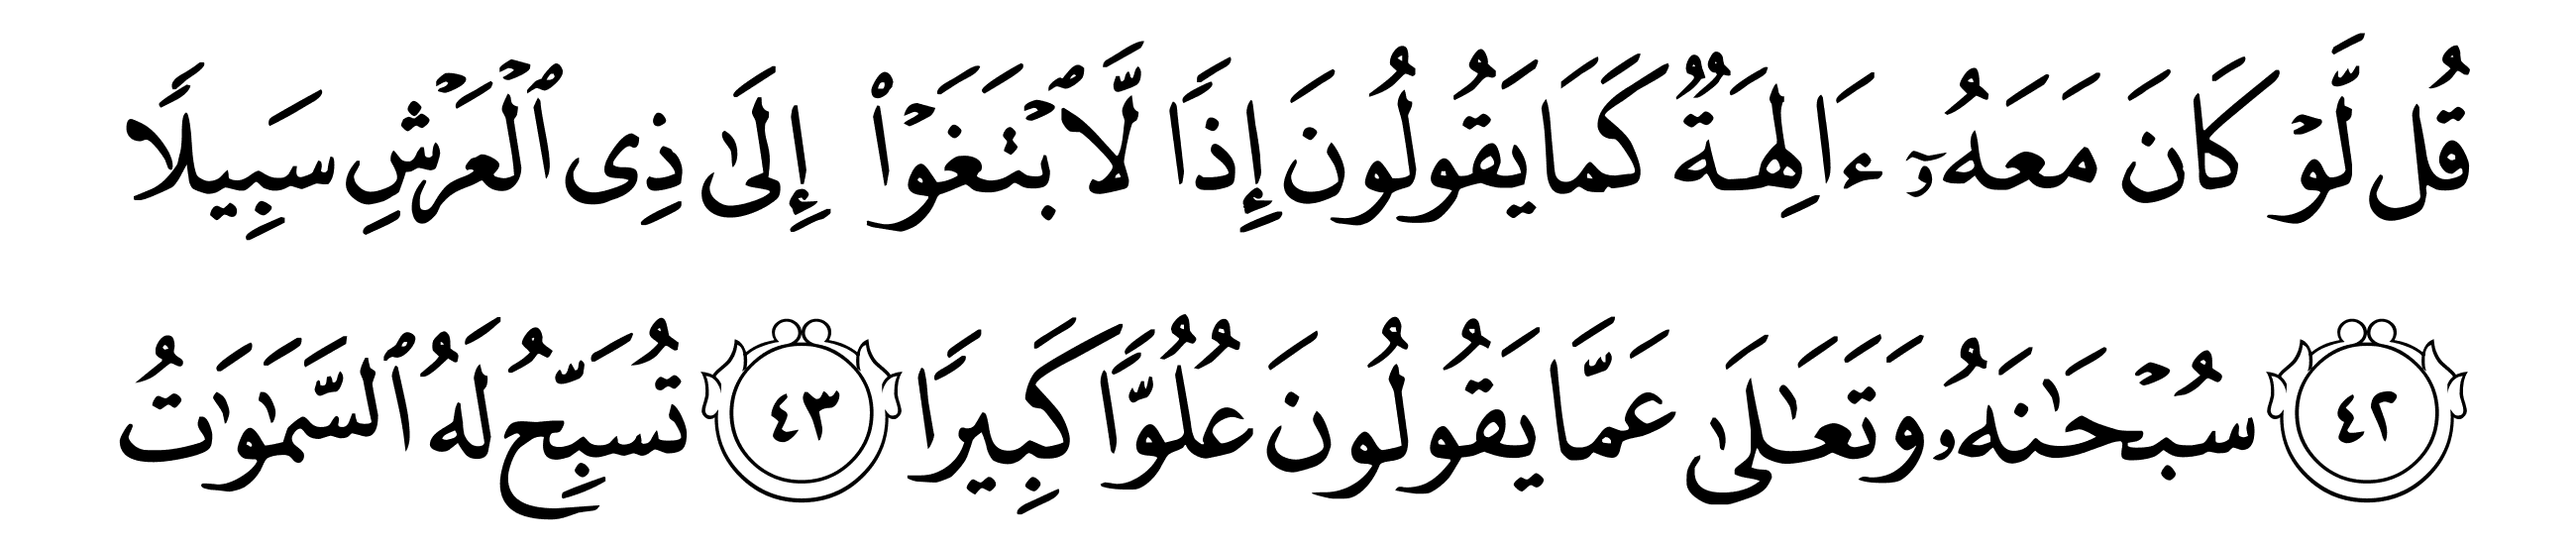 قُل لَّوۡ كَانَ مَعَهُۥٓ ءَالِهَةٌ كَمَا يَقُولُونَ إِذًا لَّٱبۡتَغَوۡاْ إِلَىٰ ذِى ٱلۡعَرۡشِ سَبِيلًا
٤٢ سُبۡحَـٰنَهُۥ وَتَعَـٰلَىٰ عَمَّا يَقُولُونَ عُلُوًّا كَبِيرًا ٤٣ تُسَبِّحُ لَهُ ٱلسَّمَـٰوَٰتُ